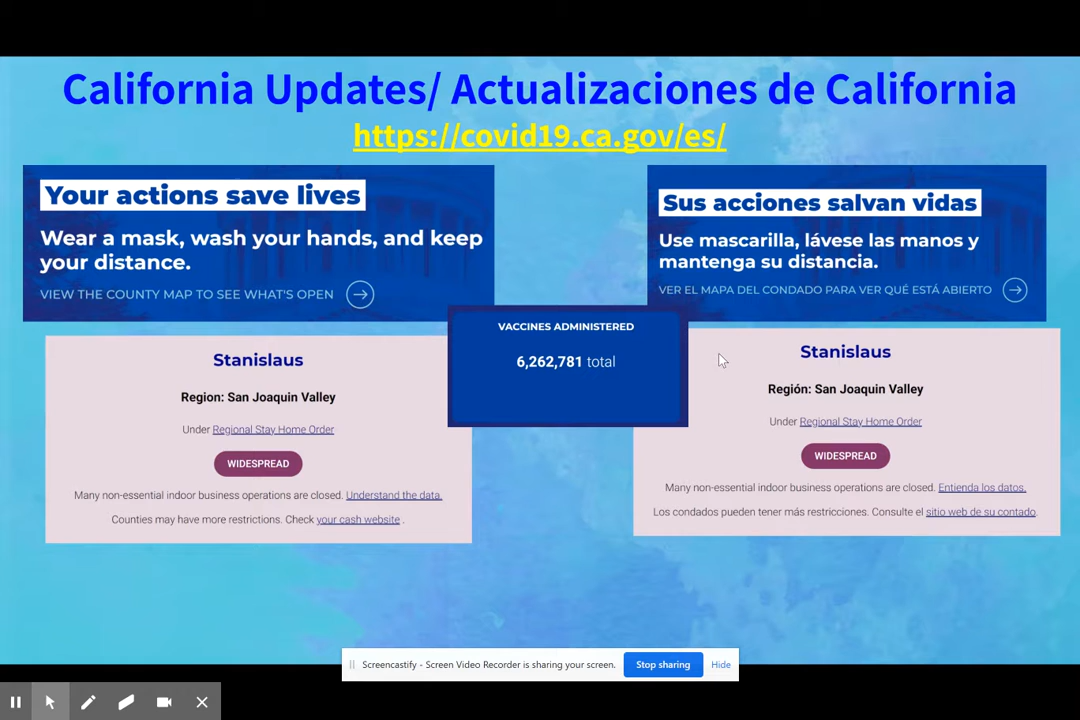 California Updates/ Actualizaciones de California
https://covid19.ca.gov/es/
Your actions save lives
Wear a mask, wash your hands, and keep
your distance.
VIEW THE COUNTY MAP TO SEE WHAT'S OPEN
Sus acciones salvan vidas
Use mascarilla, lávese las manos y
mantenga su distancia.
VER EL MAPA DEL CONDADO PARA VER QUÉ ESTÁ ABIERTO
VACCINES ADMINISTERED
6,262,781 total
Stanislaus
Region: San Joaquin Valley
Under Regional Stay Home Order
WIDESPREAD
Many non-essential indoor business operations are closed. Understand the data.
Counties may have more restrictions. Check your cash website .
Stanislaus
Región: San Joaquin Valley
Under Regional Stay Home Order
WIDESPREAD
Many non-essential indoor business operations are closed. Entienda los datos.
Los condados pueden tener más restricciones. Consulte el sitio web de su contado.
Screencastify - Screen Video Recorder is sharing your screen.
Stop sharing
Hide